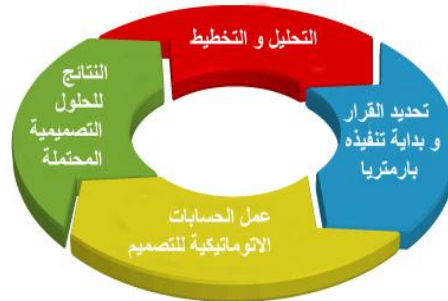 التحليل و التخطيط
تحديد القرار
و بداية تنفيذه
بارمتريا
عمل الحسابات
الاتوماتيكية للتصميم
النتائج
للحلول
التصميمية
المحتملة